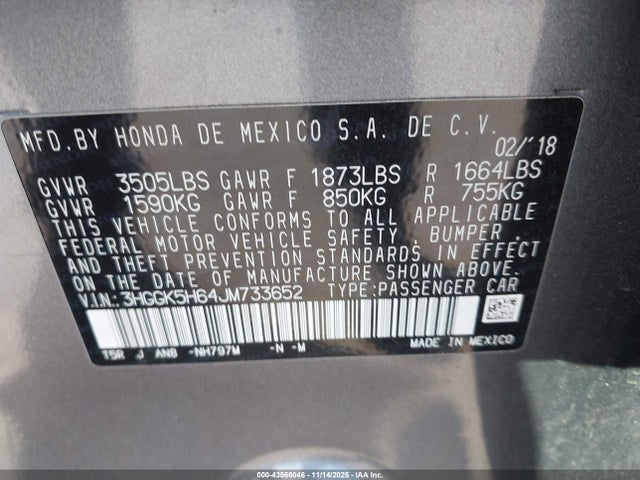 MFD.BY HONDA DE MEXICO S.A. DE C.V.
02/'18
GVWR 3505LBS GAWR F 1873LBS R 1664LBS
GVWR 1590KG GAWR F 850KG R 755KG
THIS VEHICLE CONFORMS TO ALL APPLICABLE
FEDERAL MOTOR VEHICLE SAFETY, BUMPER,
AND THEFT PREVENTION STANDARDS IN EFFECT
ON THE DATE OF MANUFACTURE SHOWN ABOVE.
V.I.N: 3HGGK5H64JM733652 TYPE:PASSENGER CAR
T5R J AN8 -NH797M -N -M
MADE IN MEXICO
000-43566046 11/14/2025 IAA Inc.